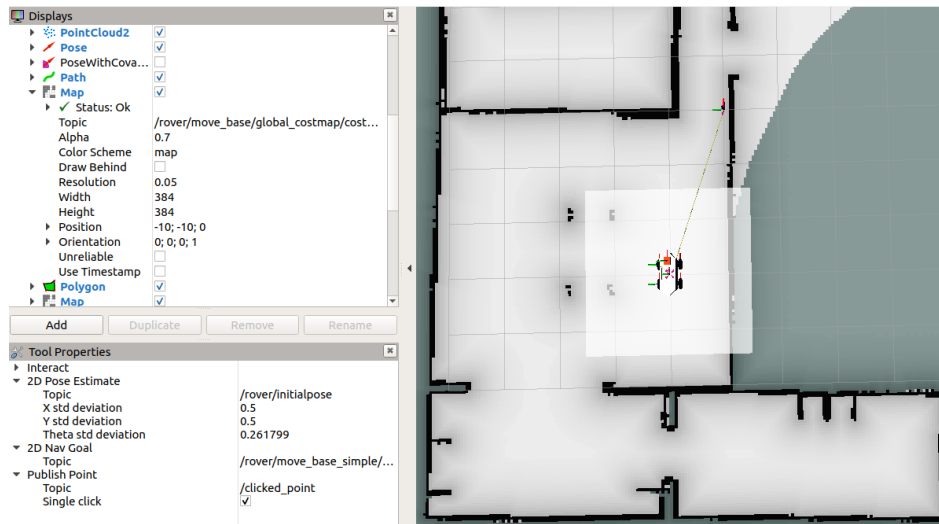 Displays
PointCloud2
Pose
PoseWithCova...
Path
Map
Status: Ok
Topic /rover/move_base/global_costmap/cost...
Alpha 0.7
Color Scheme map
Draw Behind
Resolution 0.05
Width 384
Height 384
Position -10; -10; 0
Orientation 0; 0; 0; 1
Unreliable
Use Timestamp
Polygon
Map
Add Duplicate Remove Rename
Tool Properties
Interact
2D Pose Estimate
Topic /rover/initialpose
X std deviation 0.5
Y std deviation 0.5
Theta std deviation 0.261799
2D Nav Goal
Topic /rover/move_base_simple/...
Publish Point
Topic /clicked_point
Single click